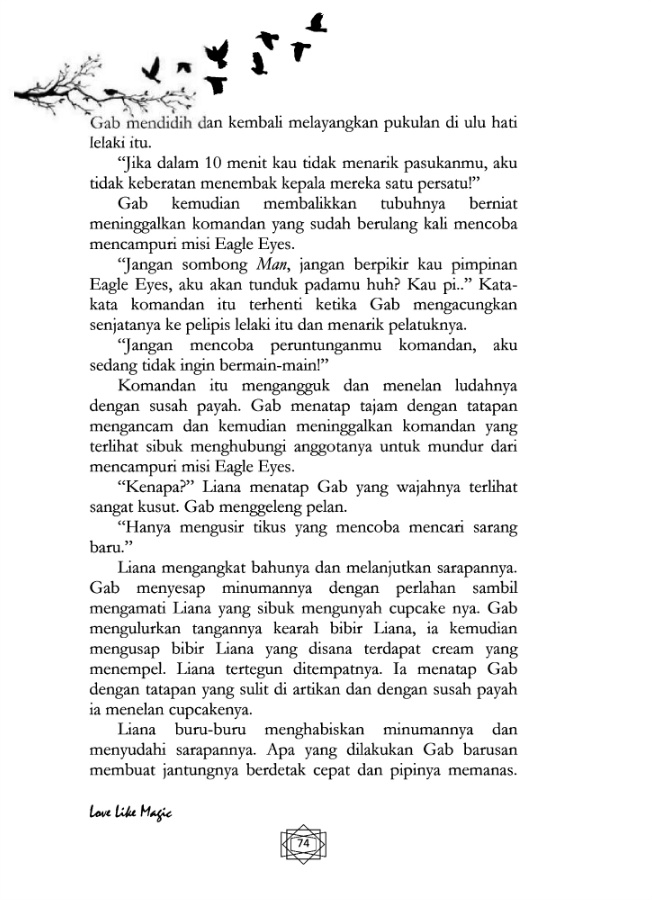 Gab mendidih dan kembali melayangkan pukulan di ulu hati
lelaki itu.
“Jika dalam 10 menit kau tidak menarik pasukanmu, aku
tidak keberatan menembak kepala mereka satu persatu!”
Gab kemudian membalikkan tubuhnya berniat
meninggalkan komandan yang sudah berulang kali mencoba
mencampuri misi Eagle Eyes.
“Jangan sombong Man, jangan berpikir kau pimpinan
Eagle Eyes, aku akan tunduk padamu huh? Kau pi..” Kata-
kata komandan itu terhenti ketika Gab mengacungkan
senjatanya ke pelipis lelaki itu dan menarik pelatuknya.
“Jangan mencoba peruntunganmu komandan, aku
sedang tidak ingin bermain-main!”
Komandan itu mengangguk dan menelan ludahnya
dengan susah payah. Gab menatap tajam dengan tatapan
mengancam dan kemudian meninggalkan komandan yang
terlihat sibuk menghubungi anggotanya untuk mundur dari
mencampuri misi Eagle Eyes.
“Kenapa?” Liana menatap Gab yang wajahnya terlihat
sangat kusut. Gab menggeleng pelan.
“Hanya mengusir tikus yang mencoba mencari sarang
baru.”
Liana mengangkat bahunya dan melanjutkan sarapannya.
Gab menyesap minumannya dengan perlahan sambil
mengamati Liana yang sibuk mengunyah cupcake nya. Gab
mengulurkan tangannya kearah bibir Liana, ia kemudian
mengusap bibir Liana yang disana terdapat cream yang
menempel. Liana tertegun ditempatnya. Ia menatap Gab
dengan tatapan yang sulit di artikan dan dengan susah payah
ia menelan cupcakenya.
Liana buru-buru menghabiskan minumannya dan
menyudahi sarapannya. Apa yang dilakukan Gab barusan
membuat jantungnya berdetak cepat dan pipinya memanas.
Love Like Magic
74